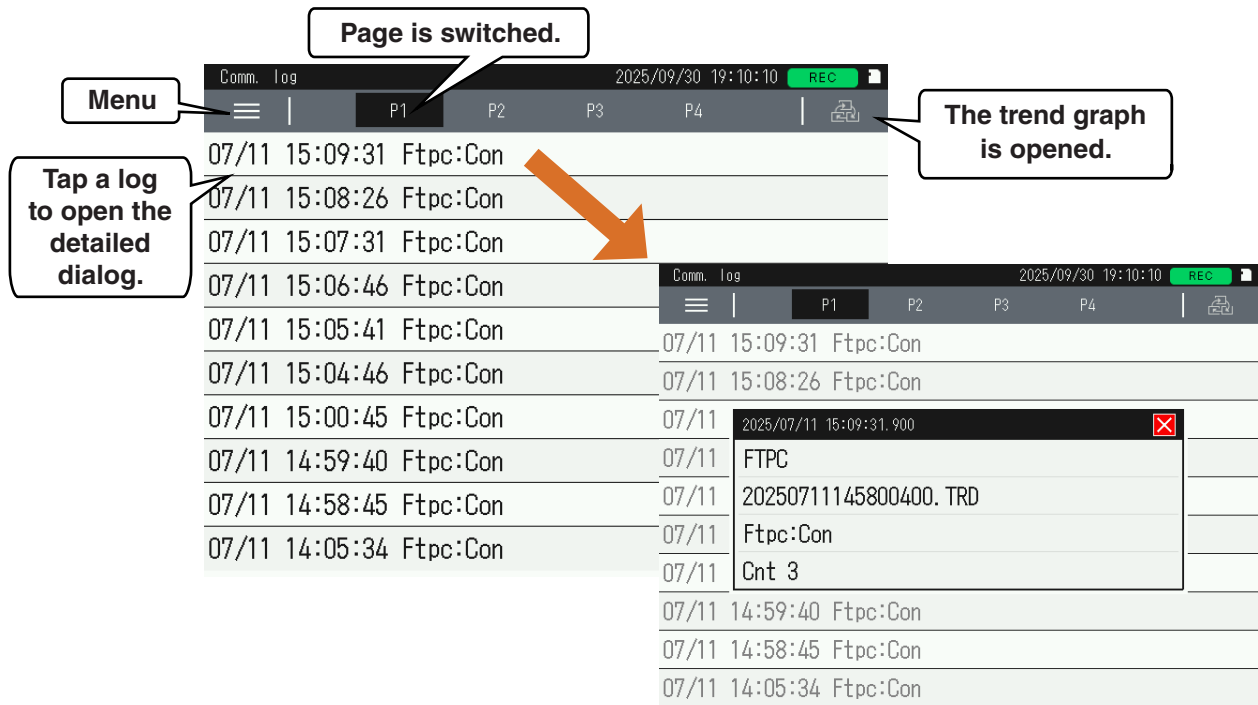 Page is switched.
Comm. log 2025/09/30 19:10:10 REC
Menu
P1 P2 P3 P4
The trend graph
is opened.
Tap a log
to open the
detailed
dialog.
07/11 15:09:31 Ftpc:Con
07/11 15:08:26 Ftpc:Con
07/11 15:07:31 Ftpc:Con
07/11 15:06:46 Ftpc:Con
07/11 15:05:41 Ftpc:Con
07/11 15:04:46 Ftpc:Con
07/11 15:00:45 Ftpc:Con
07/11 14:59:40 Ftpc:Con
07/11 14:58:45 Ftpc:Con
07/11 14:05:34 Ftpc:Con
Comm. log 2025/09/30 19:10:10 REC
P1 P2 P3 P4
07/11 15:09:31 Ftpc:Con
07/11 15:08:26 Ftpc:Con
07/11
2025/07/11 15:09:31.900
07/11
FTPC
07/11
20250711145800400.TRD
07/11
Ftpc:Con
07/11
Cnt 3
07/11 14:59:40 Ftpc:Con
07/11 14:58:45 Ftpc:Con
07/11 14:05:34 Ftpc:Con